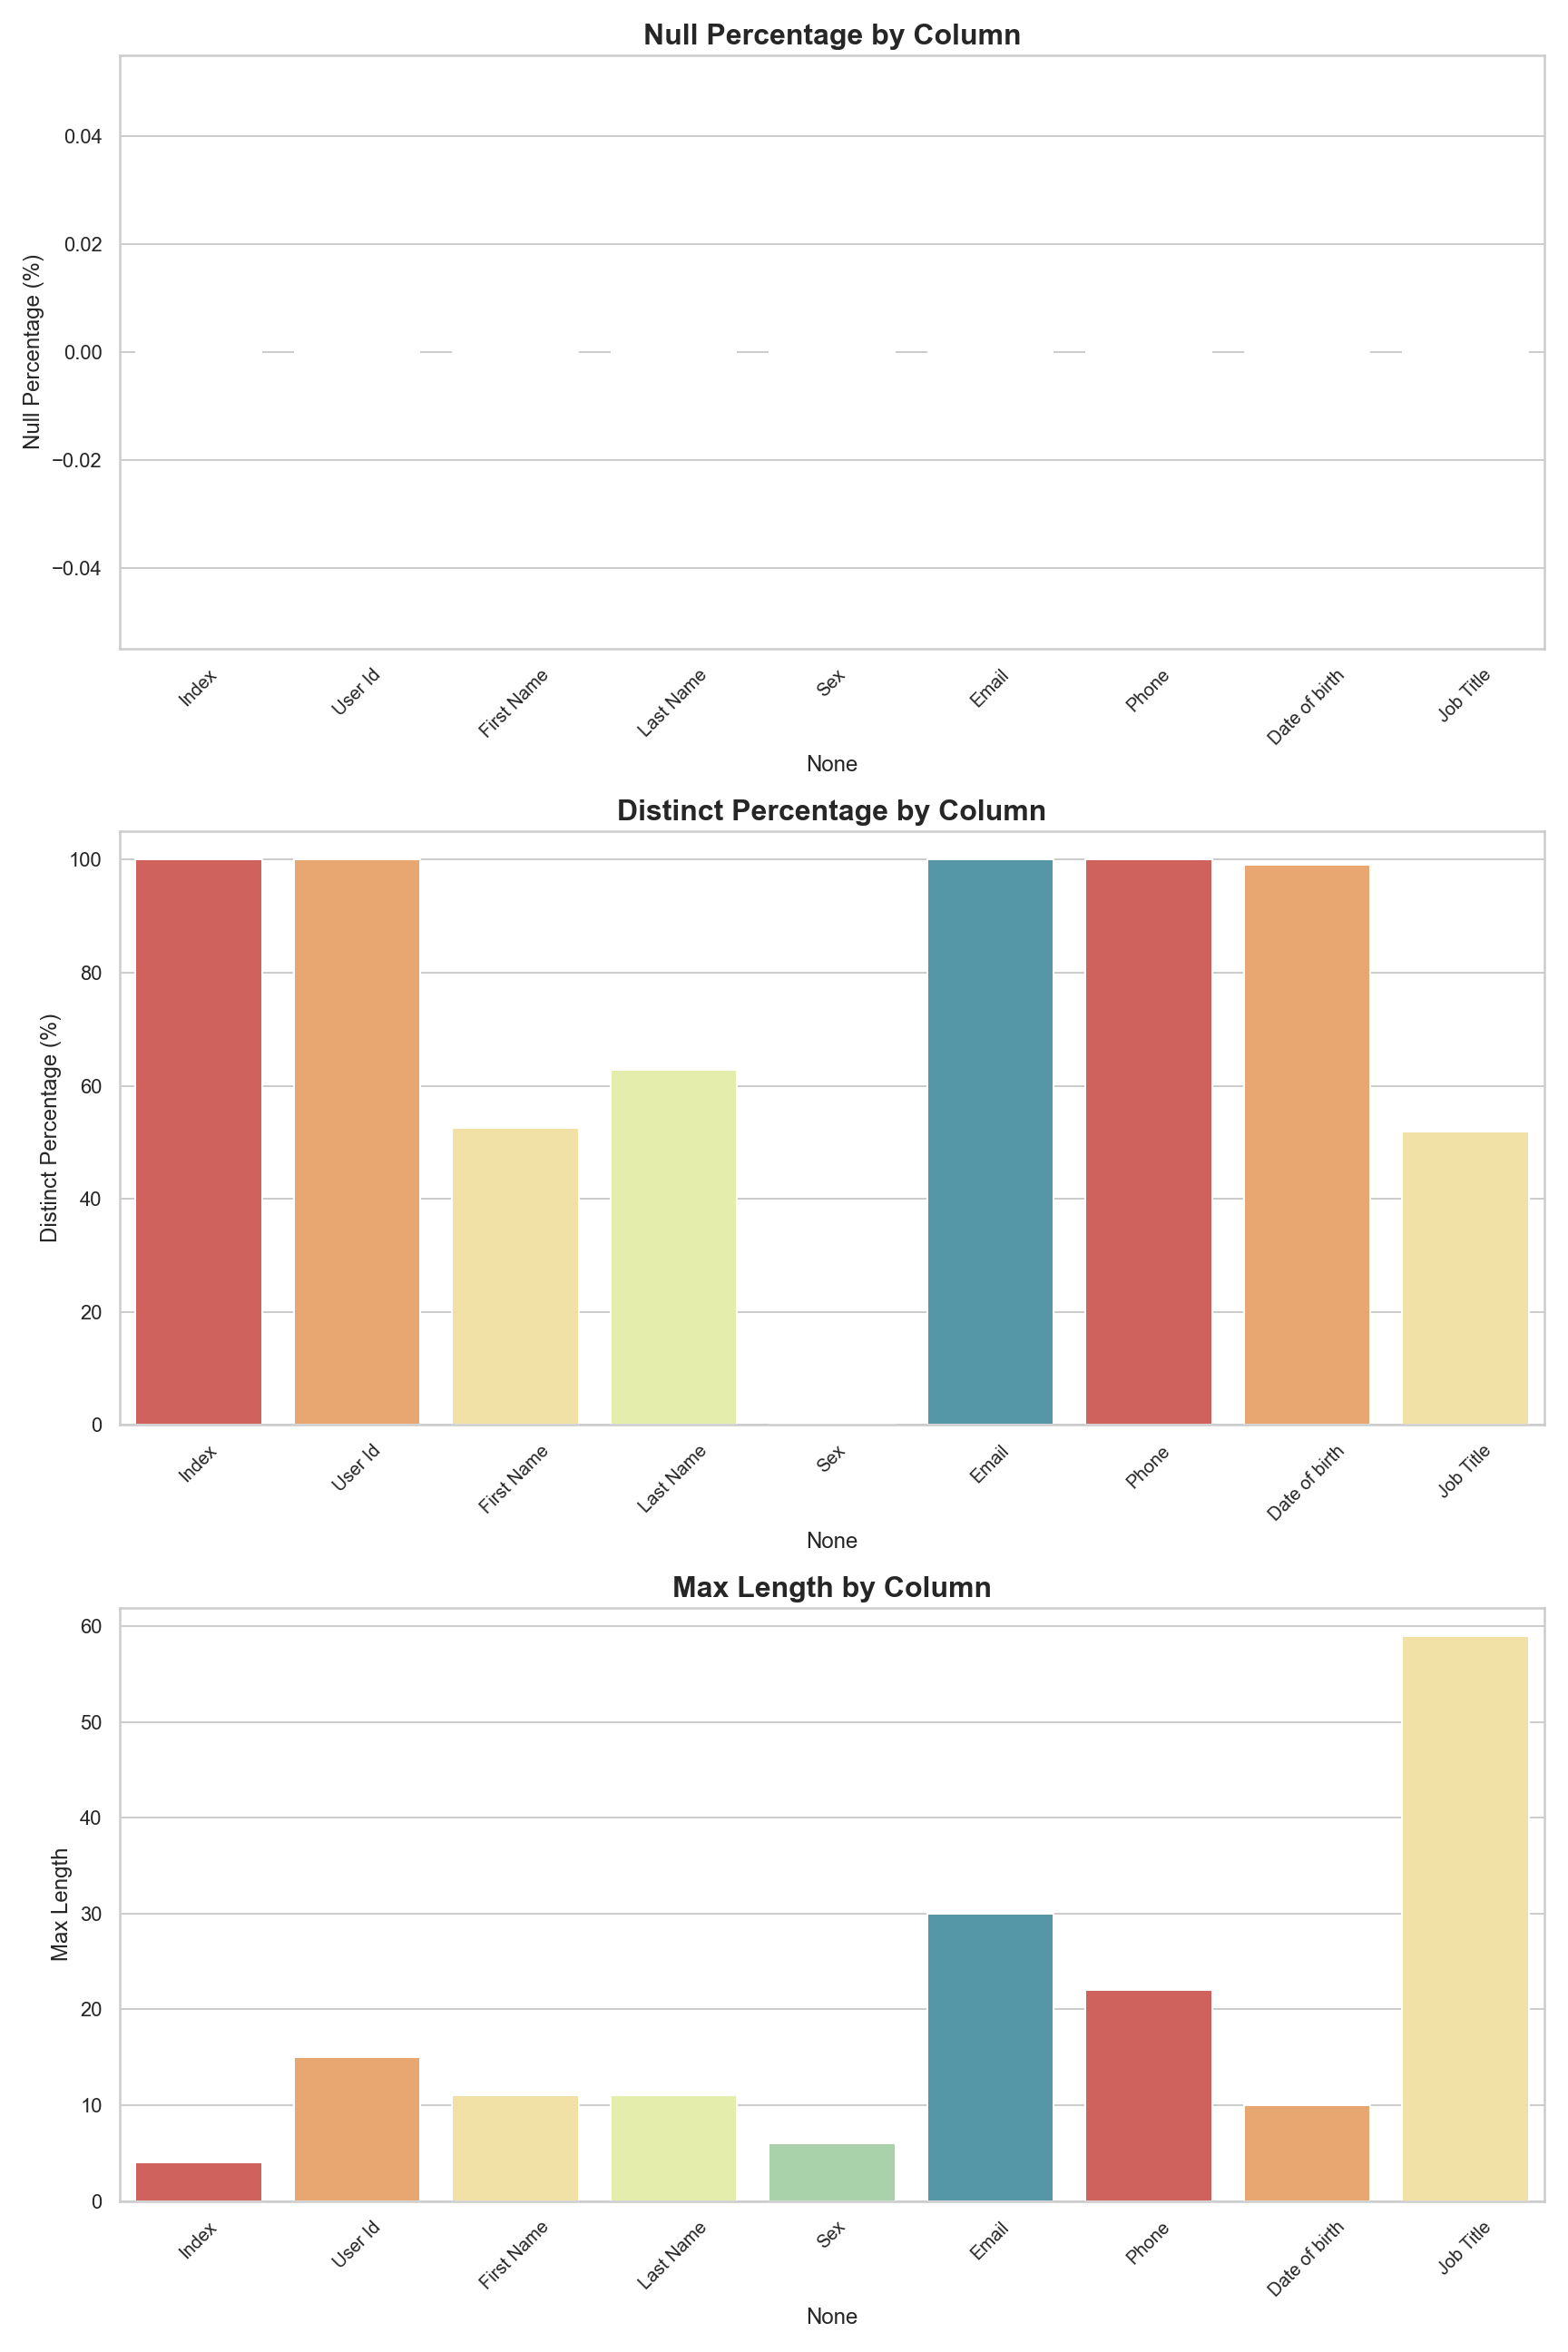 Null Percentage by Column
Null Percentage (%)
0.04
0.02
0.00
−0.02
−0.04
Index
User Id
First Name
Last Name
Sex
Email
Phone
Date of birth
Job Title
None
Distinct Percentage by Column
Distinct Percentage (%)
100
80
60
40
20
0
Index
User Id
First Name
Last Name
Sex
Email
Phone
Date of birth
Job Title
None
Max Length by Column
Max Length
60
50
40
30
20
10
0
Index
User Id
First Name
Last Name
Sex
Email
Phone
Date of birth
Job Title
None